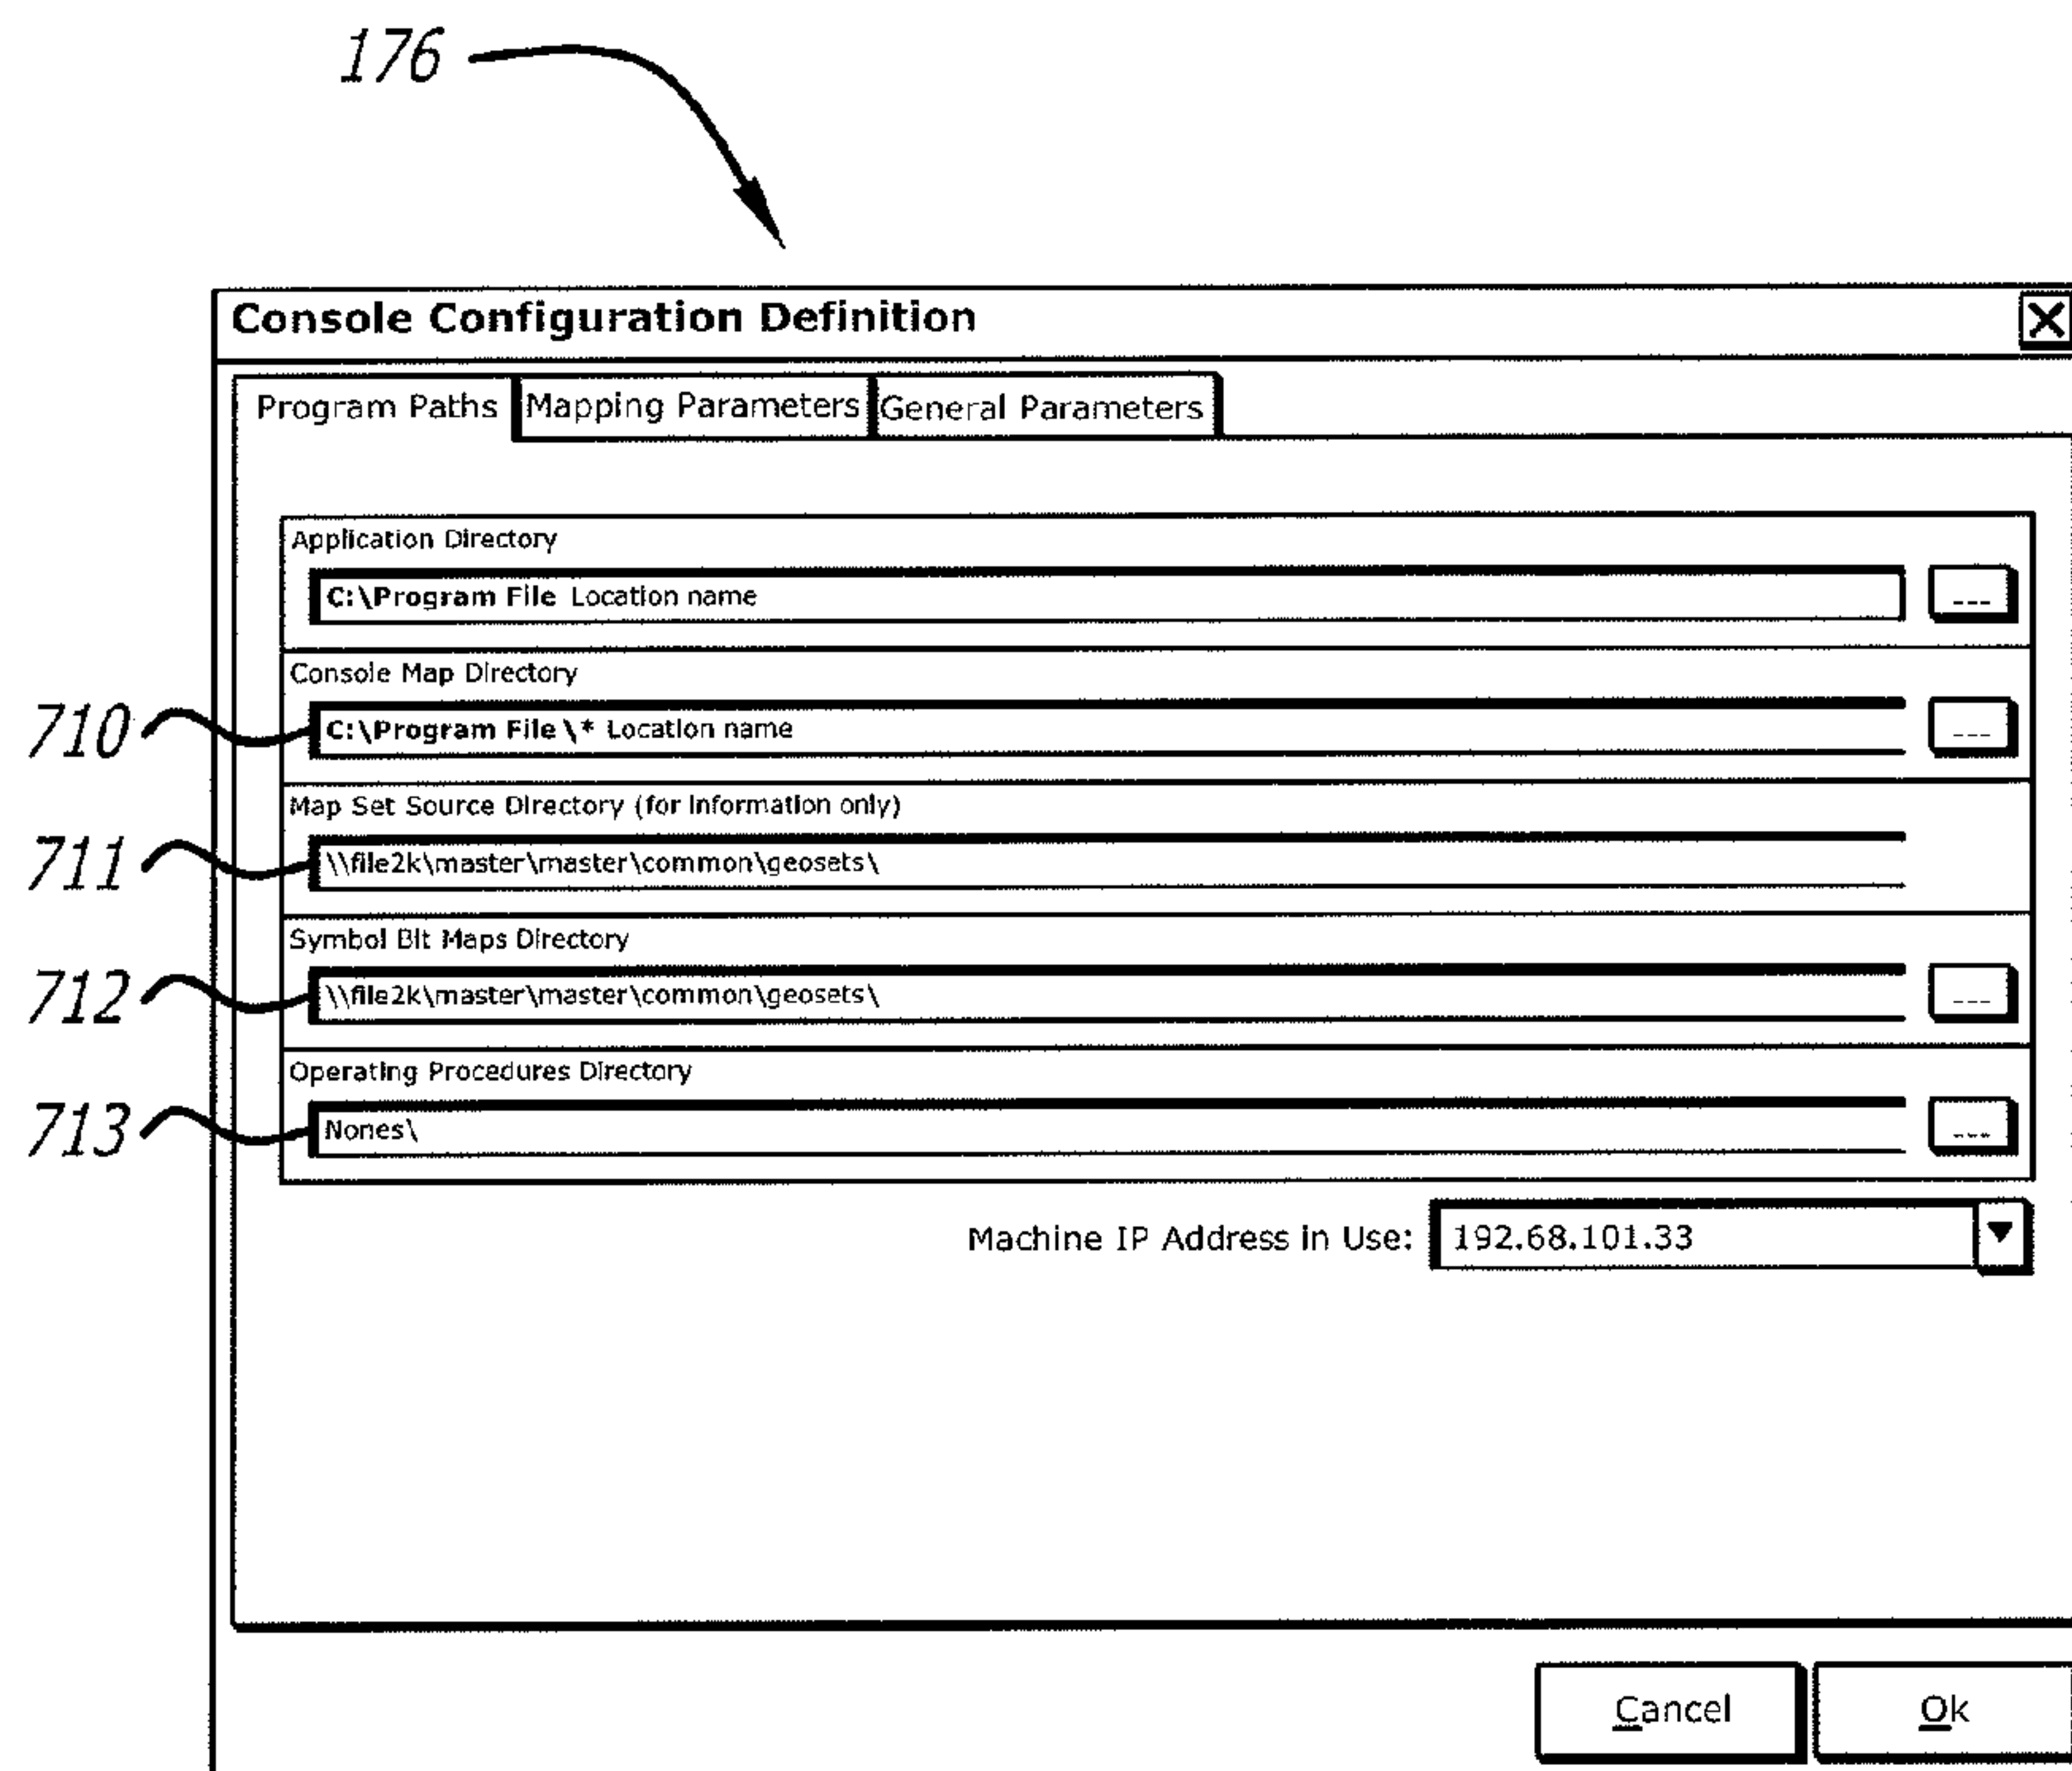 176
Console Configuration Definition
Program Paths Mapping Parameters General Parameters
Application Directory
C:\Program File Location name ---
Console Map Directory
710 C:\Program File \* Location name ---
Map Set Source Directory (for Information only)
711 \\file2k\master\master\common\geosets\
Symbol Bit Maps Directory
712 \\file2k\master\master\common\geosets\ ---
Operating Procedures Directory
713 Nones\ ---
Machine IP Address in Use: 192.68.101.33
Cancel Ok